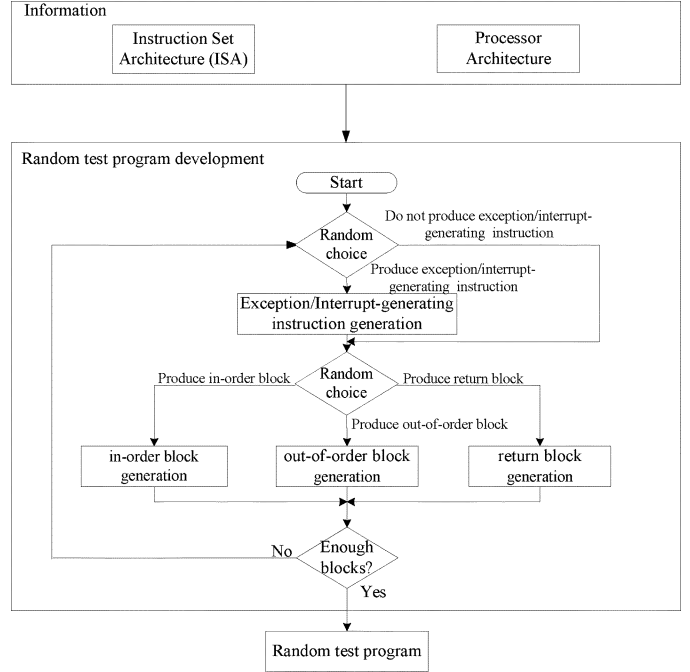 Information
Instruction Set
Architecture (ISA)
Processor
Architecture
Random test program development
Start
Random
choice
Do not produce exception/interrupt-
generating instruction
Produce exception/interrupt-
generating instruction
Exception/Interrupt-generating
instruction generation
Random
choice
Produce in-order block
Produce return block
Produce out-of-order block
in-order block
generation
out-of-order block
generation
return block
generation
Enough
blocks?
No
Yes
Random test program